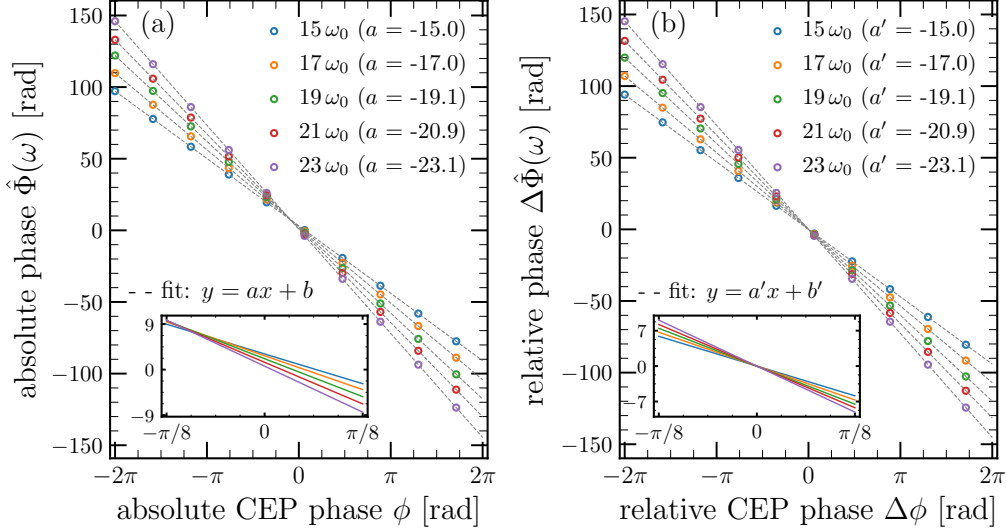 (a)
15 ω₀ (a = -15.0)
17 ω₀ (a = -17.0)
19 ω₀ (a = -19.1)
21 ω₀ (a = -20.9)
23 ω₀ (a = -23.1)
150
100
50
0
−50
−100
−150
absolute phase Φ̂(ω) [rad]
-- fit: y = ax + b
9
0
−9
−π/8
0
π/8
−2π
−π
0
π
2π
absolute CEP phase ϕ [rad]
(b)
15 ω₀ (a′ = -15.0)
17 ω₀ (a′ = -17.0)
19 ω₀ (a′ = -19.1)
21 ω₀ (a′ = -20.9)
23 ω₀ (a′ = -23.1)
150
100
50
0
−50
−100
−150
relative phase ΔΦ̂(ω) [rad]
-- fit: y = a′x + b′
7
0
−7
−π/8
0
π/8
−2π
−π
0
π
2π
relative CEP phase Δϕ [rad]